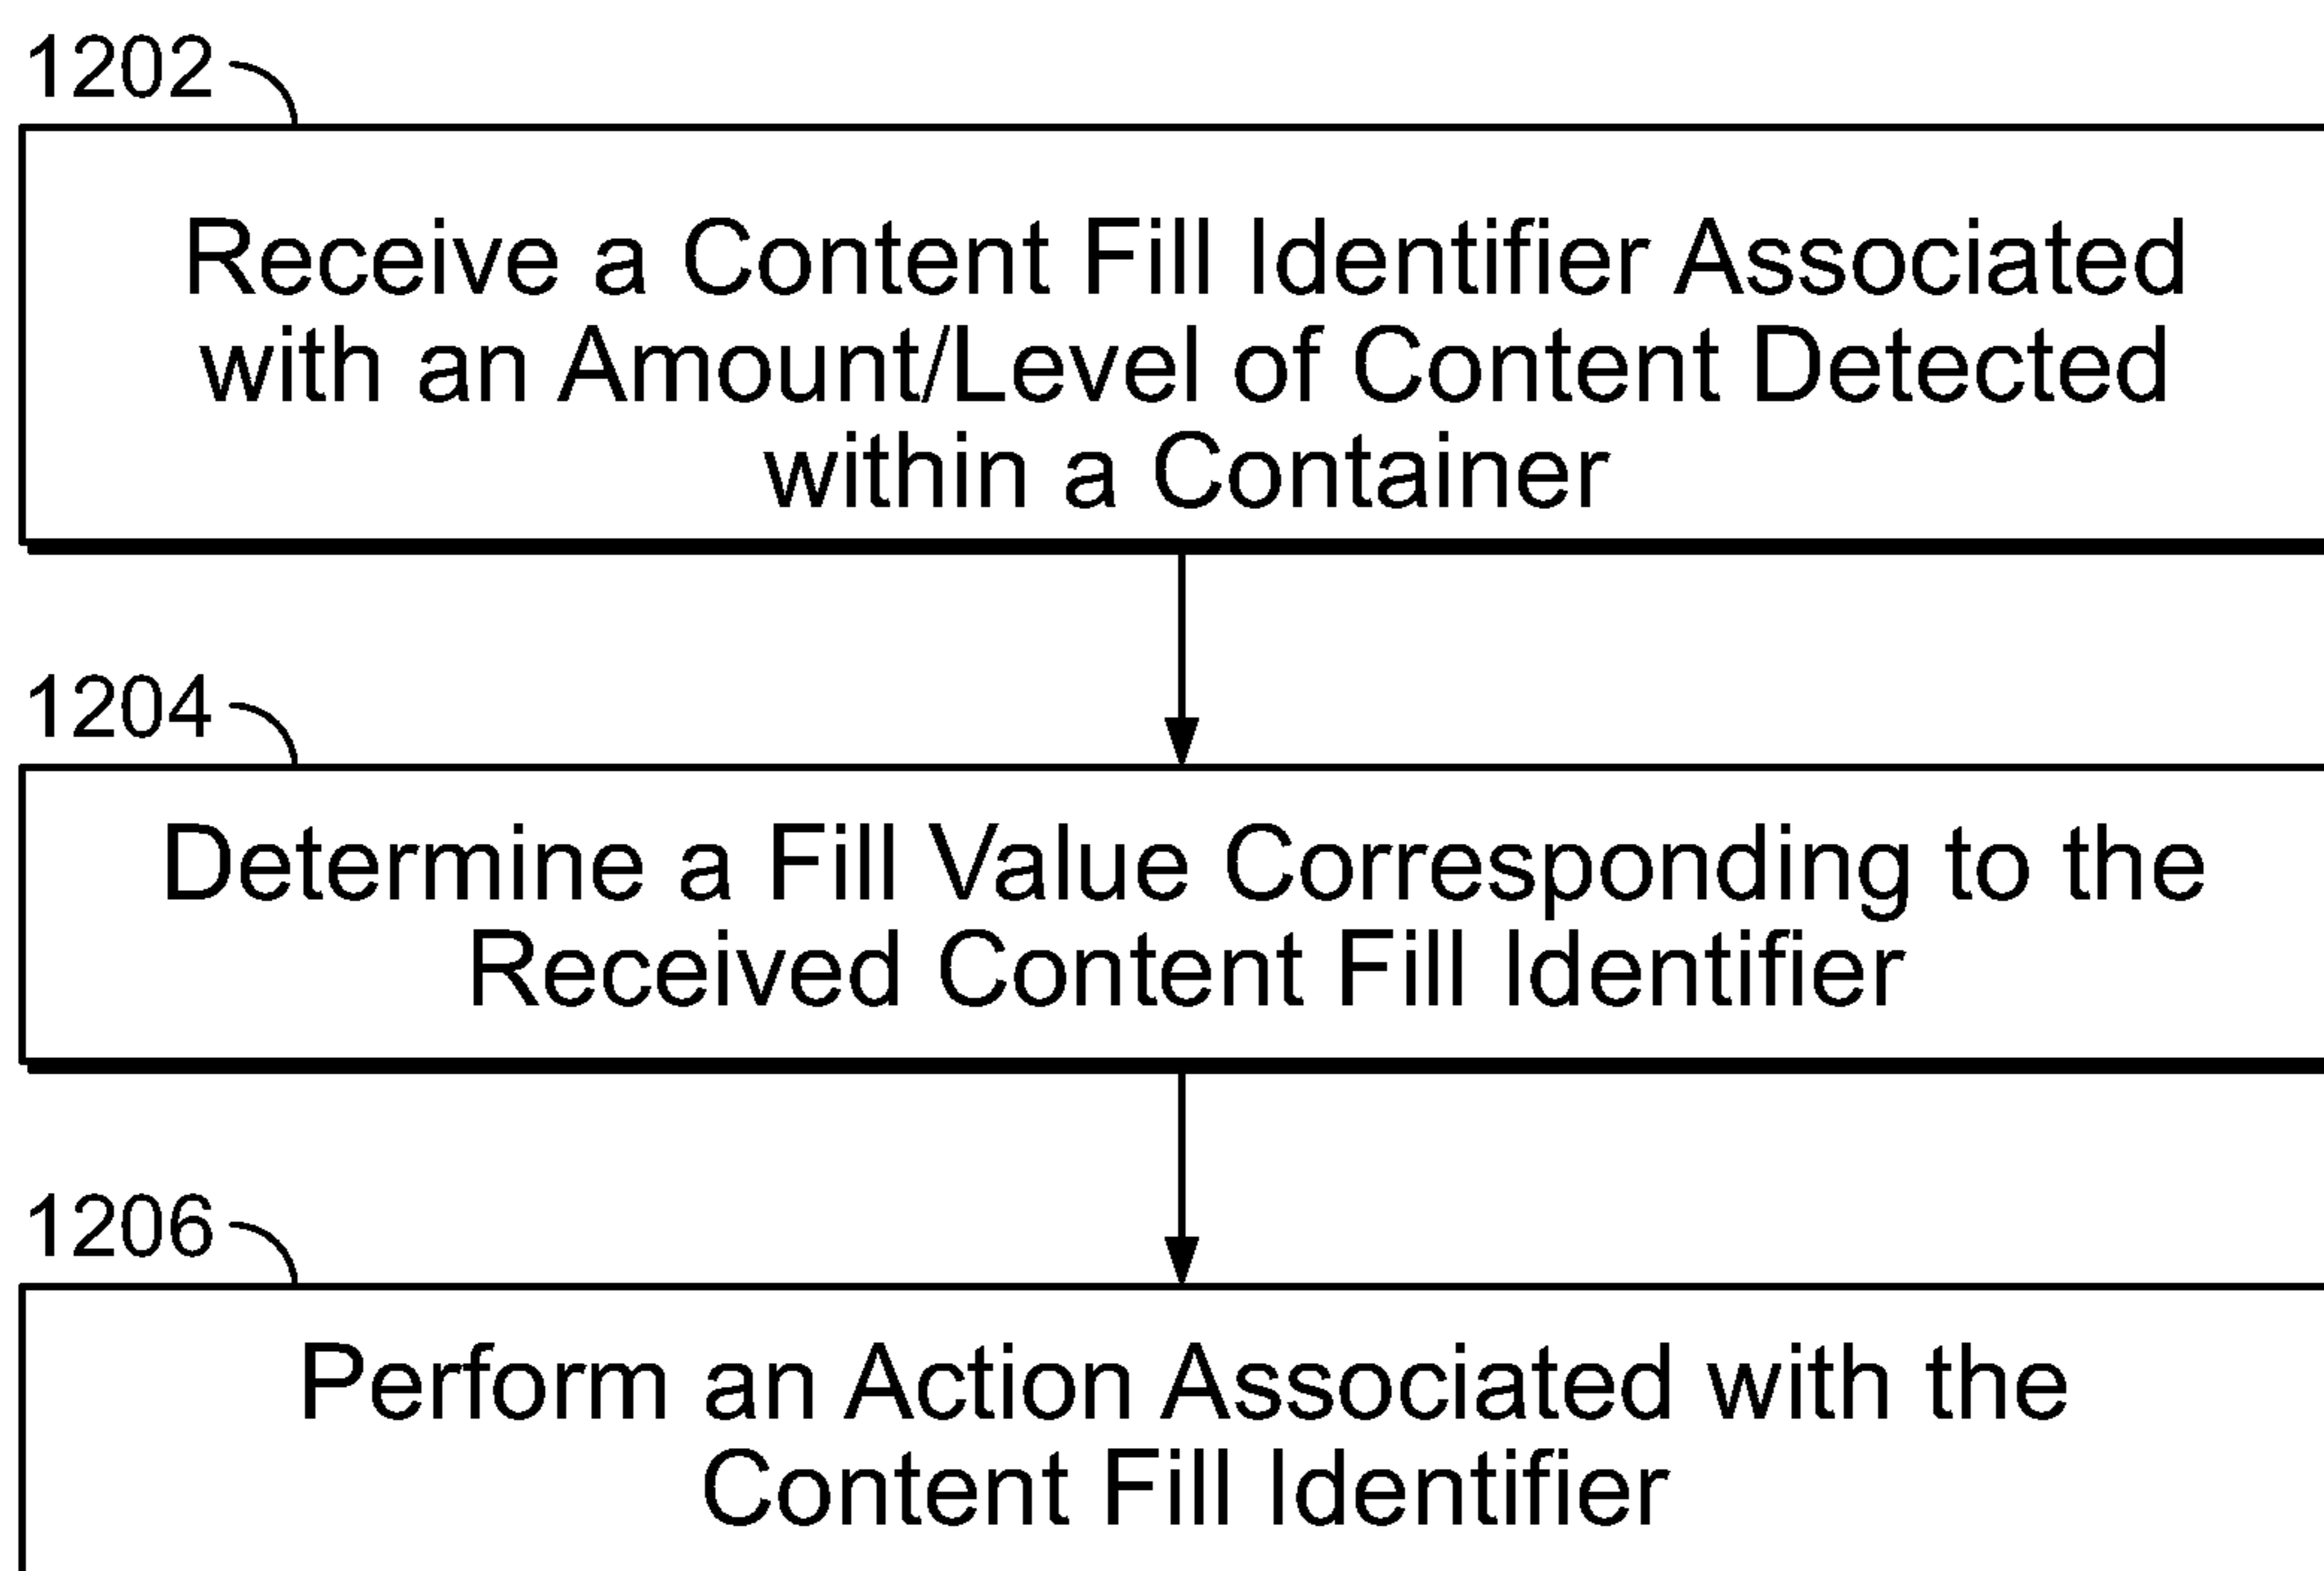 1202
Receive a Content Fill Identifier Associated
with an Amount/Level of Content Detected
within a Container
1204
Determine a Fill Value Corresponding to the
Received Content Fill Identifier
1206
Perform an Action Associated with the
Content Fill Identifier